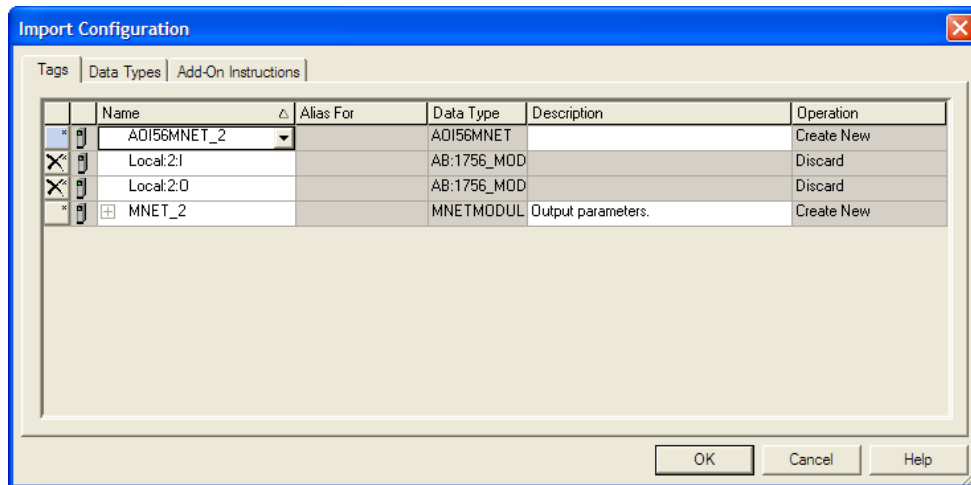 Import Configuration
Tags Data Types Add-On Instructions
Name Alias For Data Type Description Operation
AOI56MNET_2 AOI56MNET Create New
Local:2:I AB:1756_MOD Discard
Local:2:O AB:1756_MOD Discard
MNET_2 MNETMODUL Output parameters. Create New
OK Cancel Help